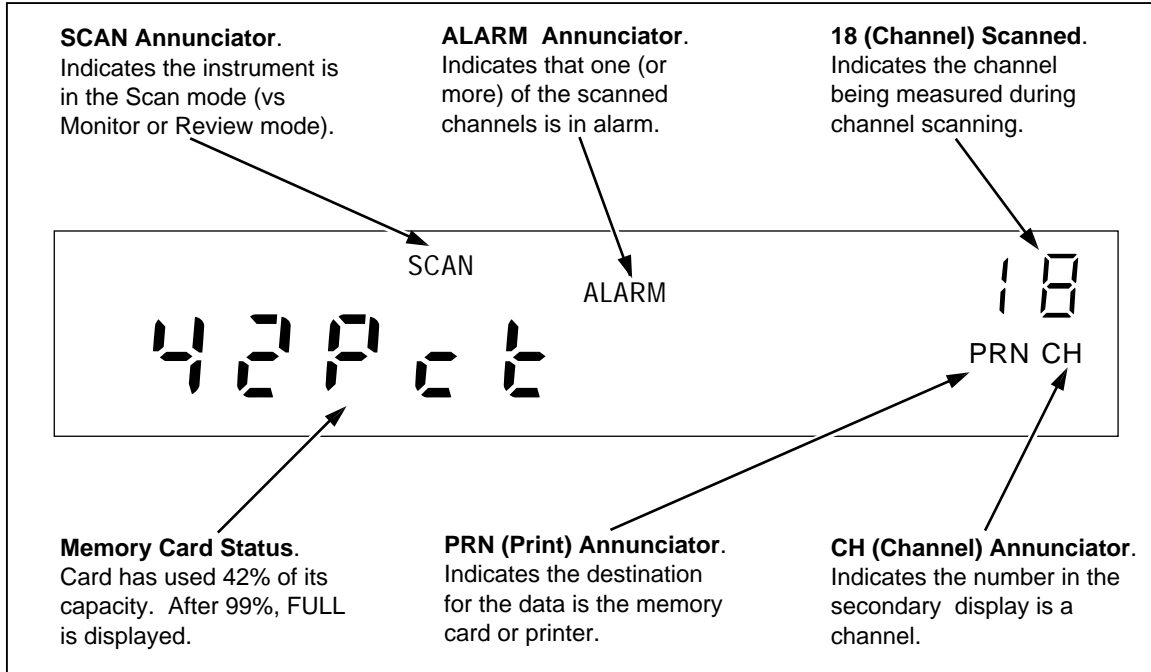 SCAN Annunciator.
Indicates the instrument is
in the Scan mode (vs
Monitor or Review mode).
ALARM Annunciator.
Indicates that one (or
more) of the scanned
channels is in alarm.
18 (Channel) Scanned.
Indicates the channel
being measured during
channel scanning.
SCAN
ALARM
18
42Pct
PRN CH
Memory Card Status.
Card has used 42% of its
capacity. After 99%, FULL
is displayed.
PRN (Print) Annunciator.
Indicates the destination
for the data is the memory
card or printer.
CH (Channel) Annunciator.
Indicates the number in the
secondary display is a
channel.